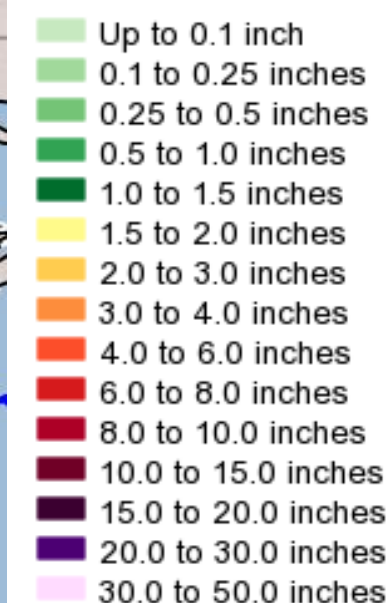 Up to 0.1 inch
0.1 to 0.25 inches
0.25 to 0.5 inches
0.5 to 1.0 inches
1.0 to 1.5 inches
1.5 to 2.0 inches
2.0 to 3.0 inches
3.0 to 4.0 inches
4.0 to 6.0 inches
6.0 to 8.0 inches
8.0 to 10.0 inches
10.0 to 15.0 inches
15.0 to 20.0 inches
20.0 to 30.0 inches
30.0 to 50.0 inches